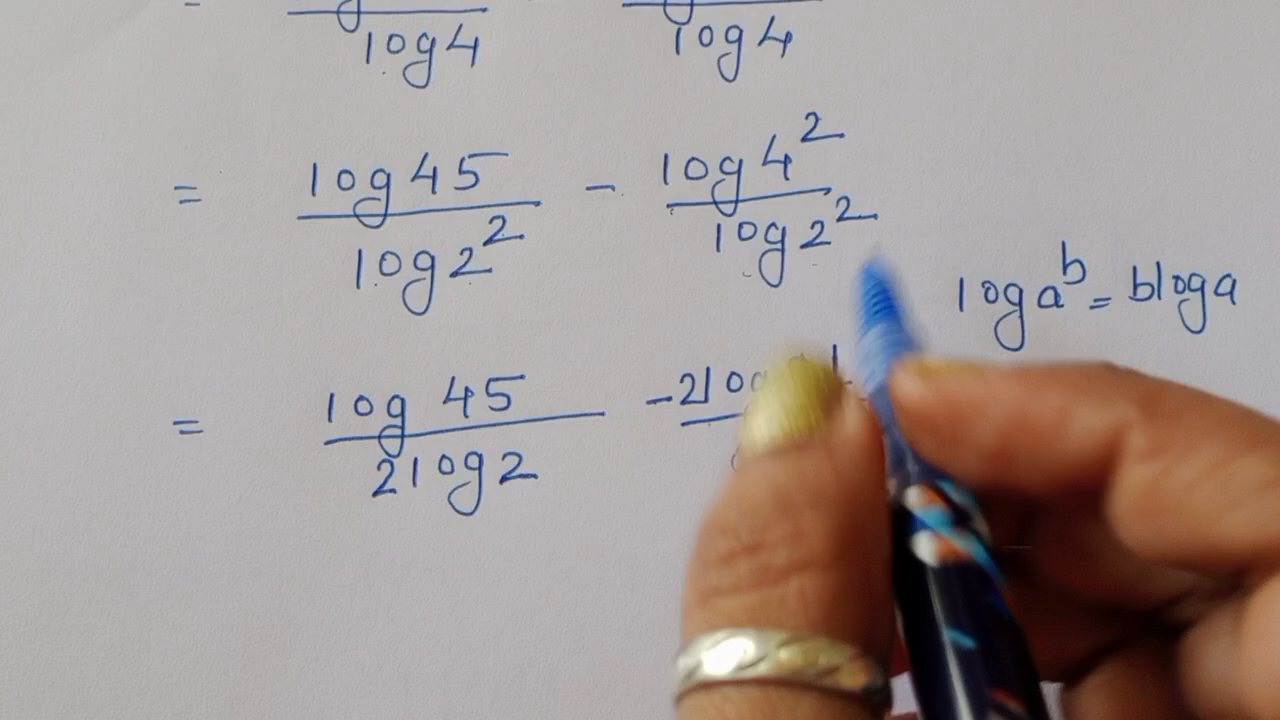 log4 log4
= log45 / log2² - log4² / log2²
log a^b = b log a
= log 45 / 2log2 - 2log